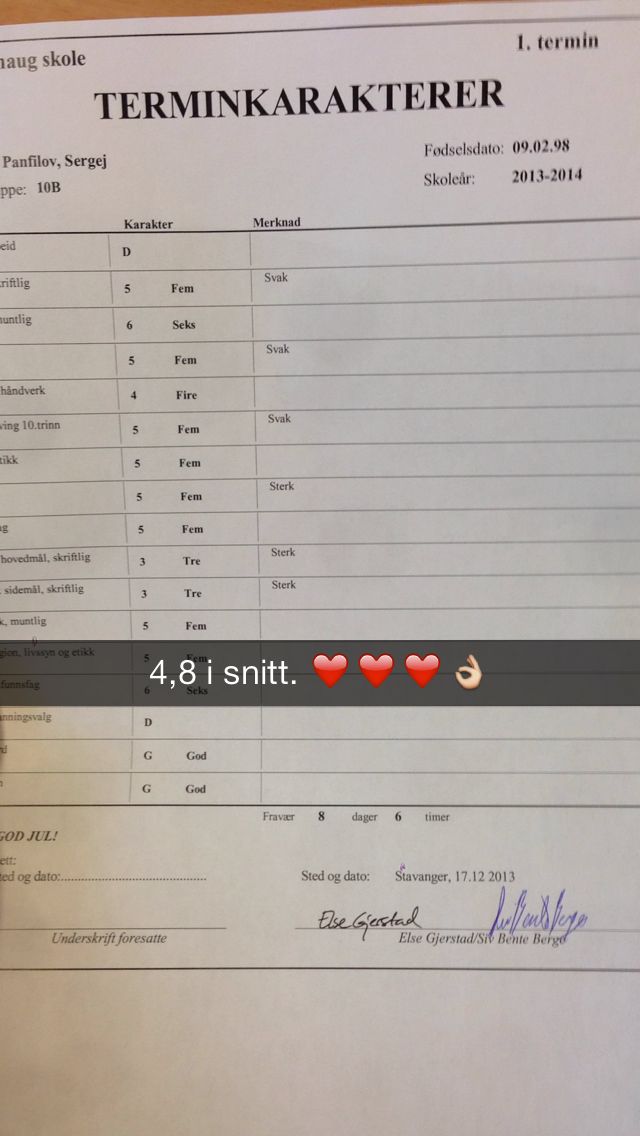 naug skole
1. termin
TERMINKARAKTERER
Panfilov, Sergej
Fødselsdato: 09.02.98
ppe: 10B
Skoleår: 2013-2014
Karakter Merknad
eid D
riftlig 5 Fem Svak
nuntlig 6 Seks
5 Fem Svak
håndverk 4 Fire
ving 10.trinn 5 Fem Svak
tikk 5 Fem
5 Fem Sterk
g 5 Fem
hovedmål, skriftlig 3 Tre Sterk
sidemål, skriftlig 3 Tre Sterk
k, muntlig 5 Fem
gion, livssyn og etikk 5 Fem
4,8 i snitt. ❤️ ❤️ ❤️ 👌
funnsfag 6 Seks
anningsvalg D
d G God
n G God
Fravær 8 dager 6 timer
GOD JUL!
ett:
ted og dato:
Sted og dato: Stavanger, 17.12 2013
Else Gjerstad
Underskrift foresatte
Else Gjerstad/Siv Bente Berge